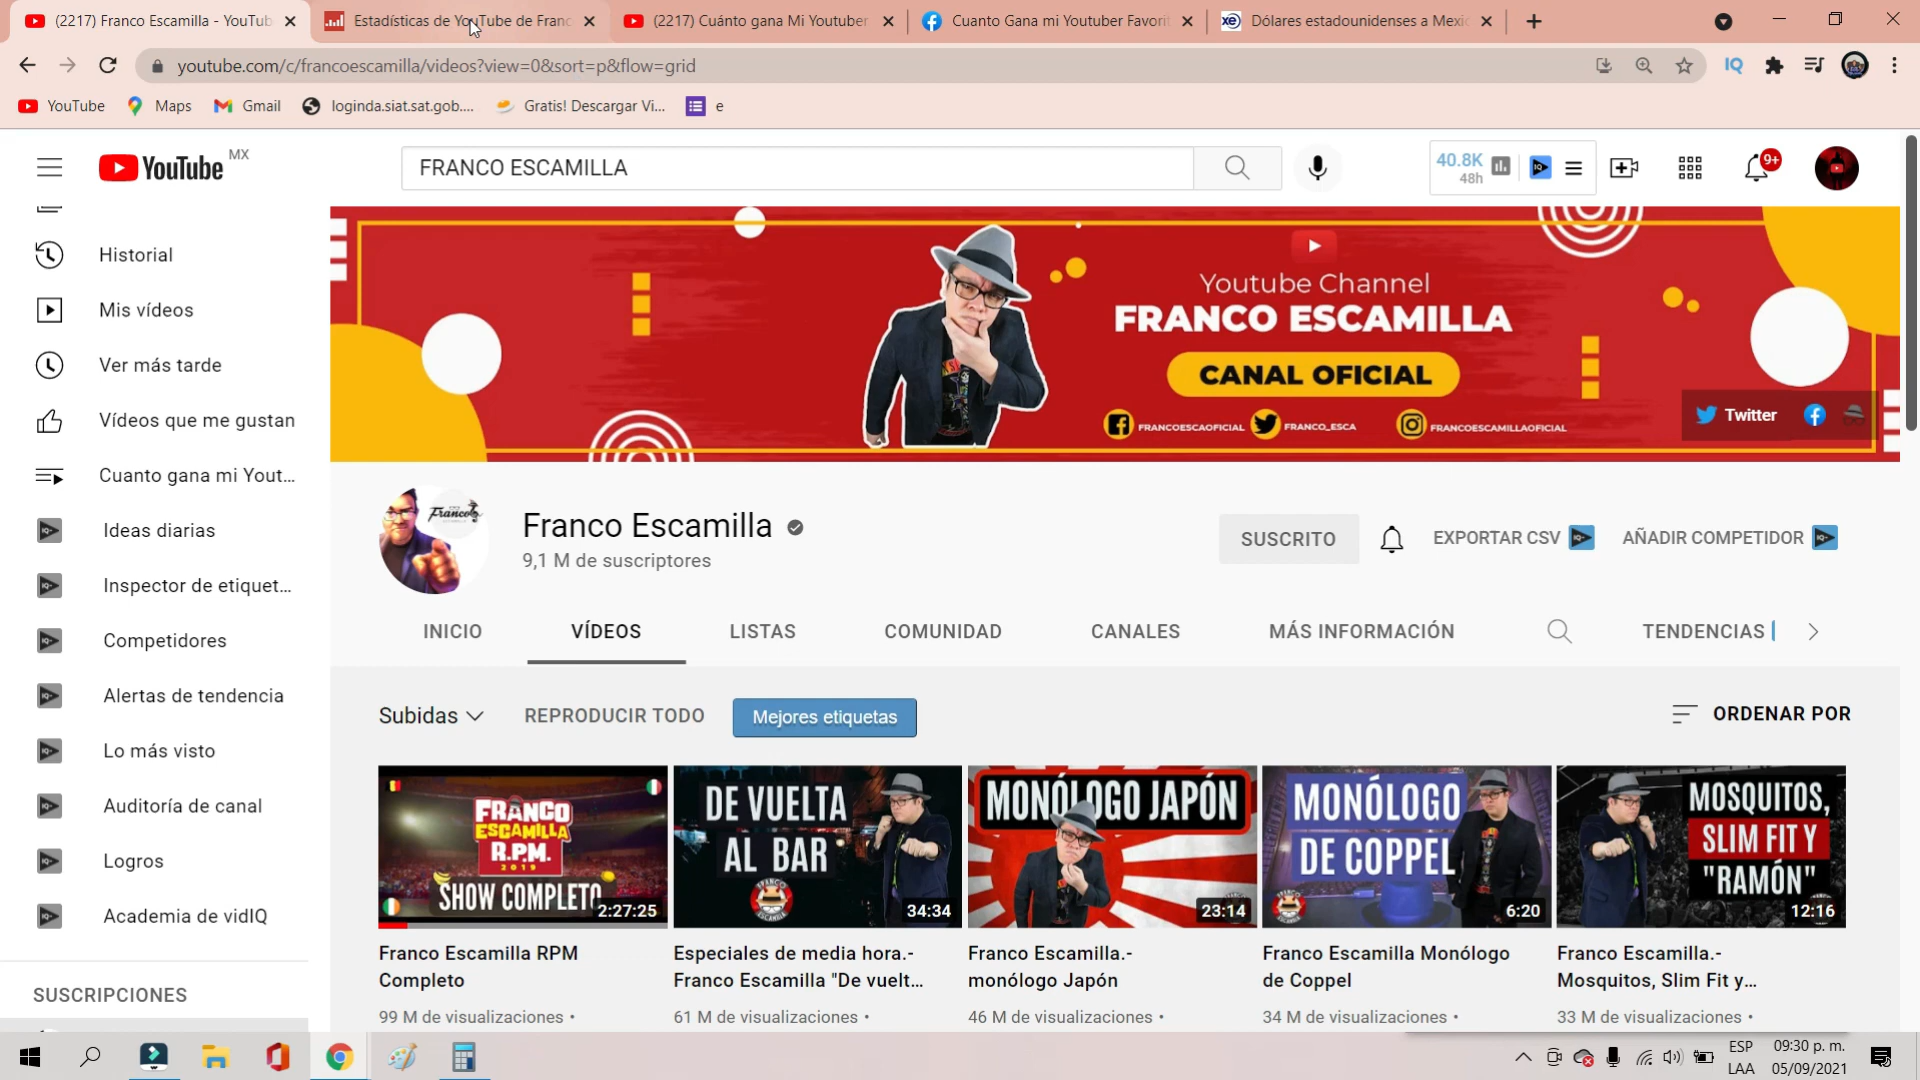 (2217) Franco Escamilla - YouTub
Estadísticas de YouTube de Franc
(2217) Cuánto gana Mi Youtuber
Cuanto Gana mi Youtuber Favorit
Dólares estadounidenses a Mexic
youtube.com/c/francoescamilla/videos?view=0&sort=p&flow=grid
YouTube
Maps
Gmail
loginda.siat.sat.gob....
Gratis! Descargar Vi...
e
YouTube MX
FRANCO ESCAMILLA
40.8K
48h
9+
Historial
Mis vídeos
Ver más tarde
Vídeos que me gustan
Cuanto gana mi Yout...
Ideas diarias
Inspector de etiquet...
Competidores
Alertas de tendencia
Lo más visto
Auditoría de canal
Logros
Academia de vidIQ
SUSCRIPCIONES
Youtube Channel
FRANCO ESCAMILLA
CANAL OFICIAL
FRANCOESCAOFICIAL
FRANCO_ESCA
FRANCOESCAMILLAOFICIAL
Twitter
Franco Escamilla
9,1 M de suscriptores
SUSCRITO
EXPORTAR CSV
AÑADIR COMPETIDOR
INICIO
VÍDEOS
LISTAS
COMUNIDAD
CANALES
MÁS INFORMACIÓN
TENDENCIAS
Subidas
REPRODUCIR TODO
Mejores etiquetas
ORDENAR POR
FRANCO
ESCAMILLA
R.P.M.
2019
SHOW COMPLETO
2:27:25
DE VUELTA
AL BAR
34:34
MONÓLOGO JAPÓN
23:14
MONÓLOGO
DE COPPEL
6:20
MOSQUITOS,
SLIM FIT Y
"RAMÓN"
12:16
Franco Escamilla RPM
Completo
99 M de visualizaciones •
Especiales de media hora.-
Franco Escamilla "De vuelt...
61 M de visualizaciones •
Franco Escamilla.-
monólogo Japón
46 M de visualizaciones •
Franco Escamilla Monólogo
de Coppel
34 M de visualizaciones •
Franco Escamilla.-
Mosquitos, Slim Fit y...
33 M de visualizaciones •
ESP
LAA
09:30 p. m.
05/09/2021